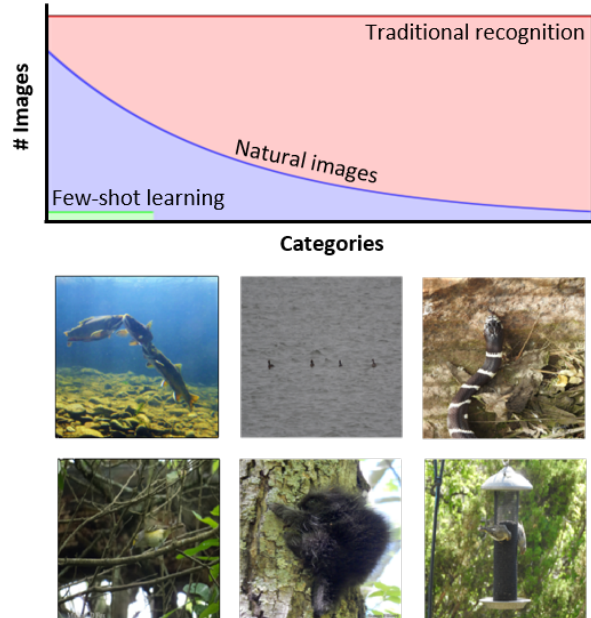 Traditional recognition
# Images
Natural images
Few-shot learning
Categories